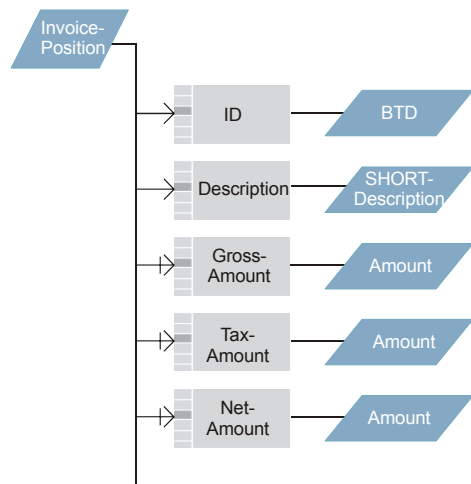 Invoice-
Position
ID
BTD
Description
SHORT-
Description
Gross-
Amount
Amount
Tax-
Amount
Amount
Net-
Amount
Amount